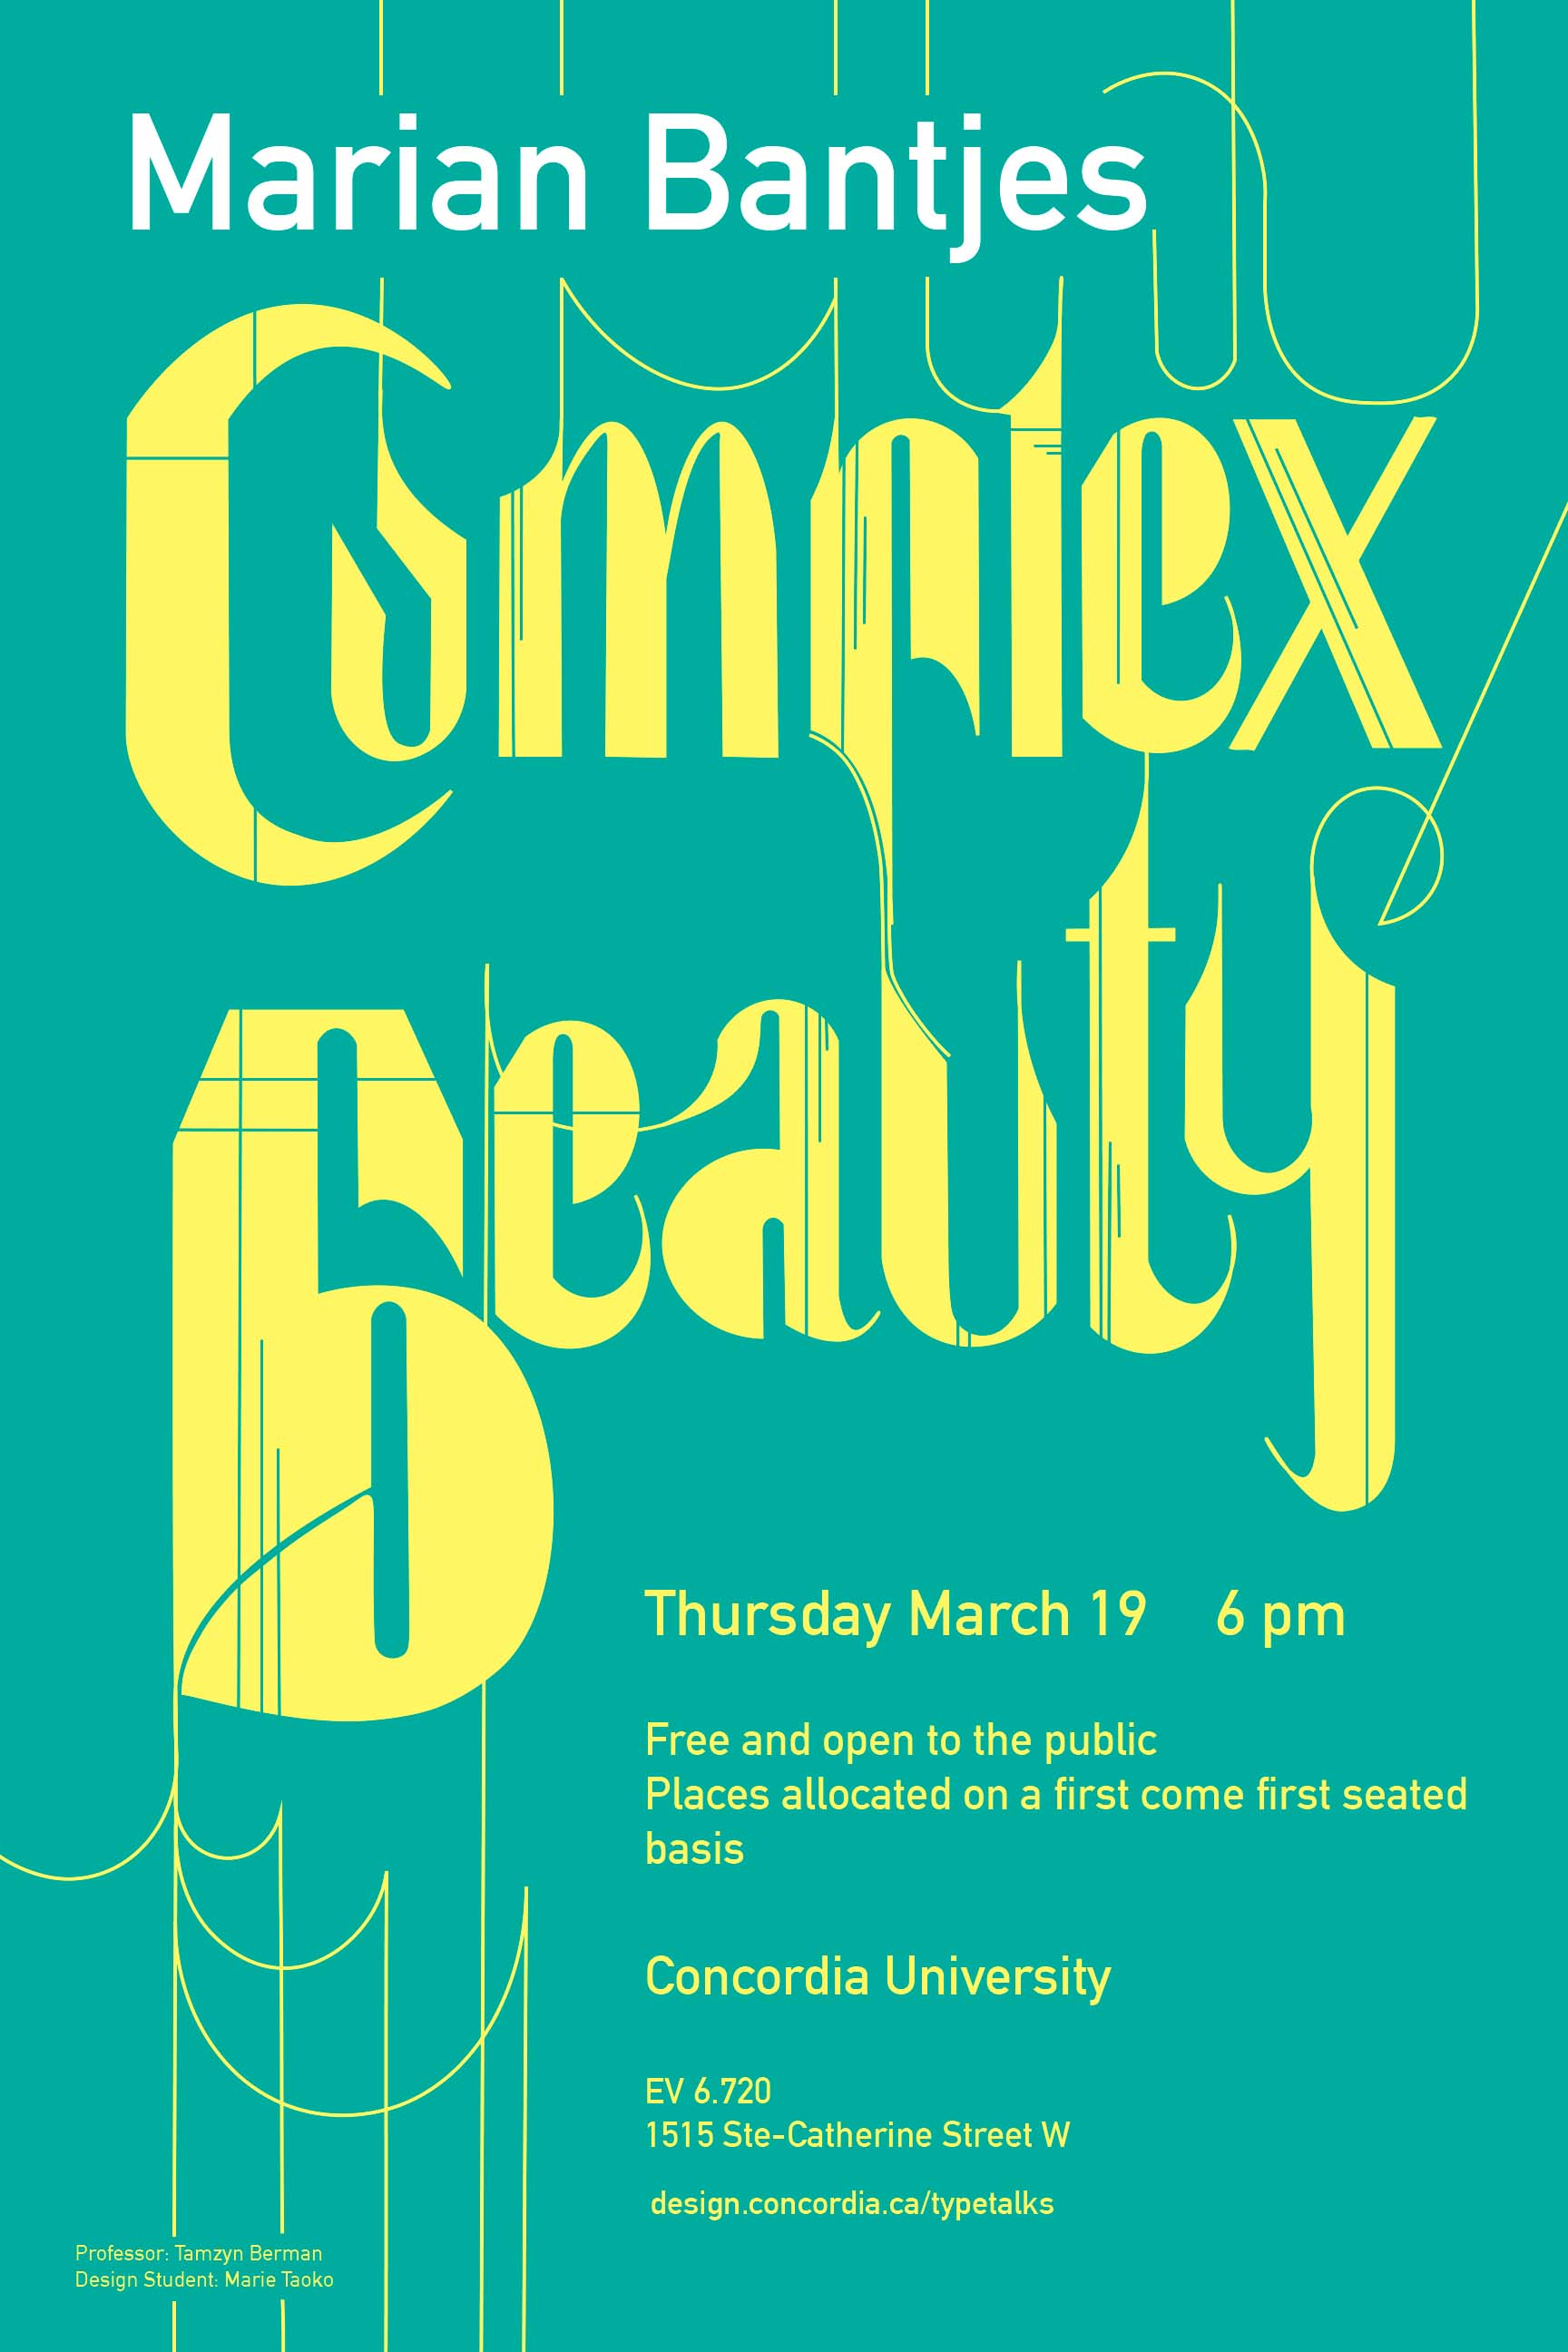 Marian Bantjes
Complex
Beauty
Thursday March 19 6 pm
Free and open to the public
Places allocated on a first come first seated
basis
Concordia University
EV 6.720
1515 Ste-Catherine Street W
design.concordia.ca/typetalks
Professor: Tamzyn Berman
Design Student: Marie Taoko